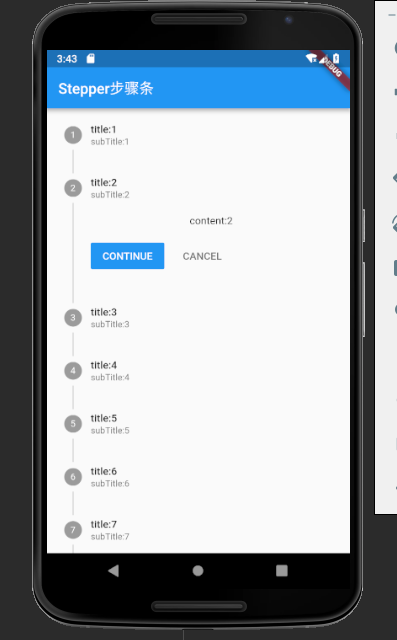 3:43
DEBUG
Stepper步骤条
1
title:1
subTitle:1
2
title:2
subTitle:2
content:2
CONTINUE CANCEL
3
title:3
subTitle:3
4
title:4
subTitle:4
5
title:5
subTitle:5
6
title:6
subTitle:6
7
title:7
subTitle:7